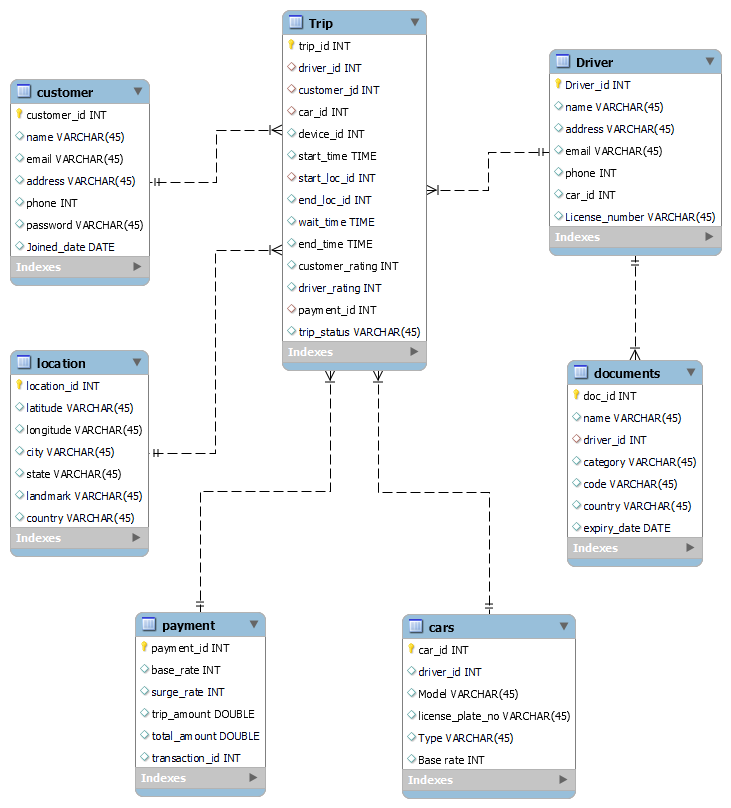 Trip
trip_id INT
driver_id INT
customer_jd INT
car_id INT
device_id INT
start_time TIME
start_loc_id INT
end_loc_id INT
wait_time TIME
end_time TIME
customer_rating INT
driver_rating INT
payment_id INT
trip_status VARCHAR(45)
Indexes
customer
customer_id INT
name VARCHAR(45)
email VARCHAR(45)
address VARCHAR(45)
phone INT
password VARCHAR(45)
Joined_date DATE
Indexes
Driver
Driver_id INT
name VARCHAR(45)
address VARCHAR(45)
email VARCHAR(45)
phone INT
car_id INT
License_number VARCHAR(45)
Indexes
location
location_id INT
latitude VARCHAR(45)
longitude VARCHAR(45)
city VARCHAR(45)
state VARCHAR(45)
landmark VARCHAR(45)
country VARCHAR(45)
Indexes
documents
doc_id INT
name VARCHAR(45)
driver_id INT
category VARCHAR(45)
code VARCHAR(45)
country VARCHAR(45)
expiry_date DATE
Indexes
payment
payment_id INT
base_rate INT
surge_rate INT
trip_amount DOUBLE
total_amount DOUBLE
transaction_id INT
Indexes
cars
car_id INT
driver_id INT
Model VARCHAR(45)
license_plate_no VARCHAR(45)
Type VARCHAR(45)
Base rate INT
Indexes